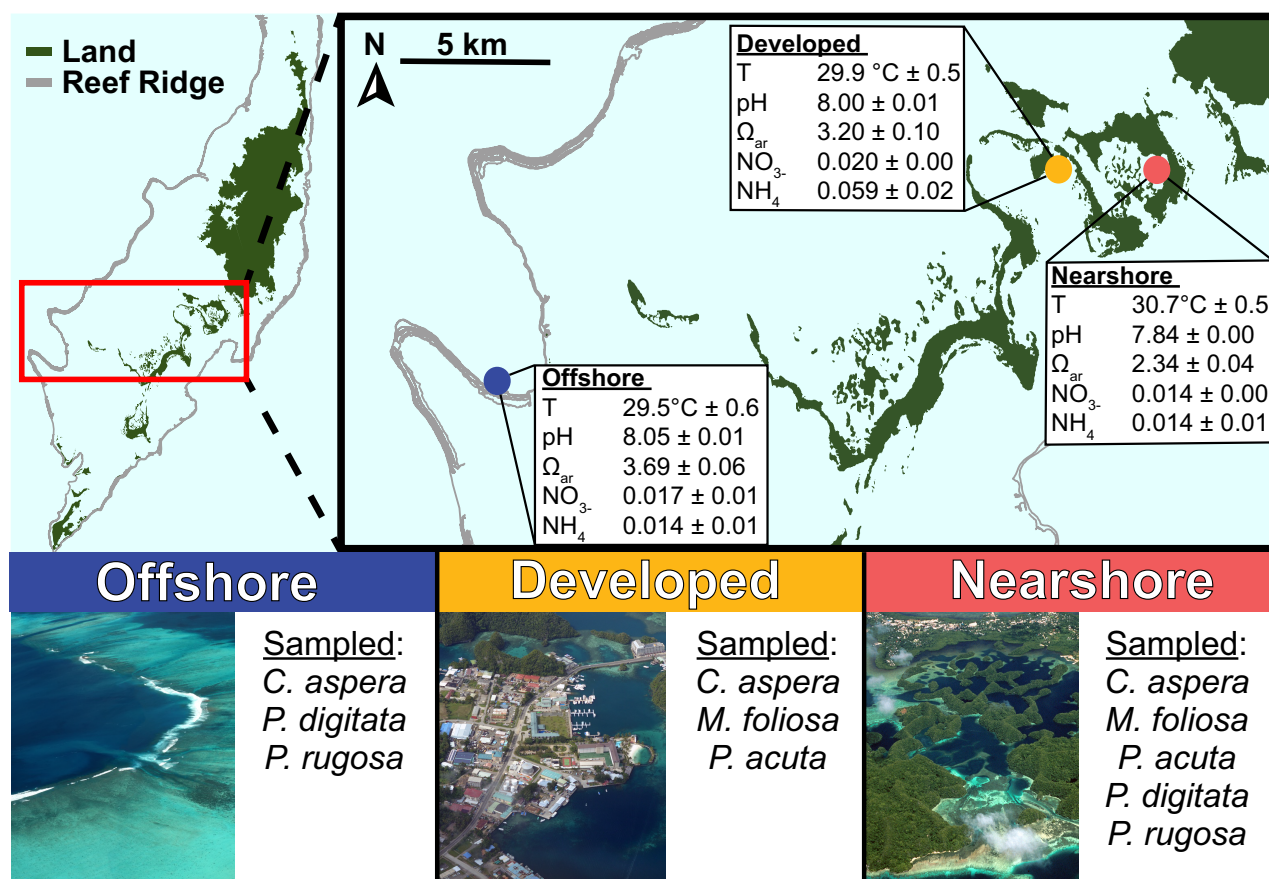 Land
Reef Ridge
N
5 km
Developed
T 29.9 °C ± 0.5
pH 8.00 ± 0.01
Ωar 3.20 ± 0.10
NO3- 0.020 ± 0.00
NH4 0.059 ± 0.02
Nearshore
T 30.7°C ± 0.5
pH 7.84 ± 0.00
Ωar 2.34 ± 0.04
NO3- 0.014 ± 0.00
NH4 0.014 ± 0.01
Offshore
T 29.5°C ± 0.6
pH 8.05 ± 0.01
Ωar 3.69 ± 0.06
NO3- 0.017 ± 0.01
NH4 0.014 ± 0.01
Offshore
Sampled:
C. aspera
P. digitata
P. rugosa
Developed
Sampled:
C. aspera
M. foliosa
P. acuta
Nearshore
Sampled:
C. aspera
M. foliosa
P. acuta
P. digitata
P. rugosa